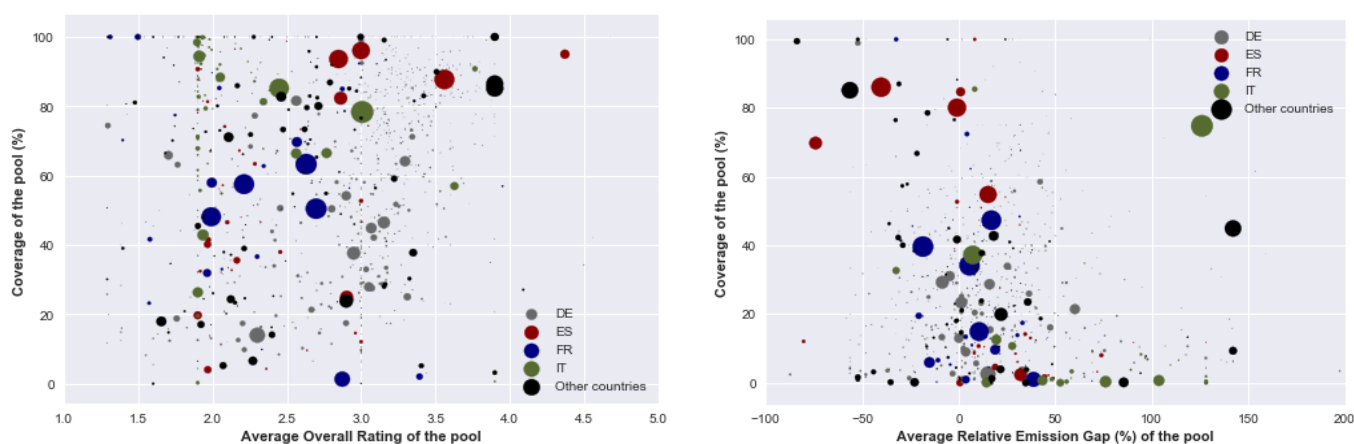 100
80
60
40
20
0
Coverage of the pool (%)
DE
ES
FR
IT
Other countries
1.0 1.5 2.0 2.5 3.0 3.5 4.0 4.5 5.0
Average Overall Rating of the pool
100
80
60
40
20
0
Coverage of the pool (%)
DE
ES
FR
IT
Other countries
−100 −50 0 50 100 150 200
Average Relative Emission Gap (%) of the pool